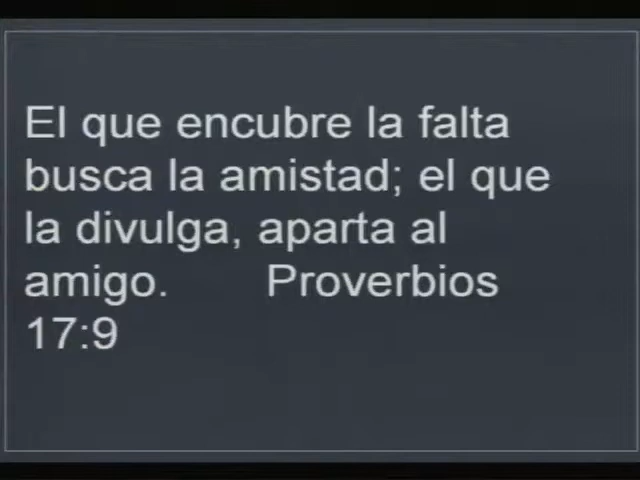 El que encubre la falta
busca la amistad; el que
la divulga, aparta al
amigo. Proverbios
17:9